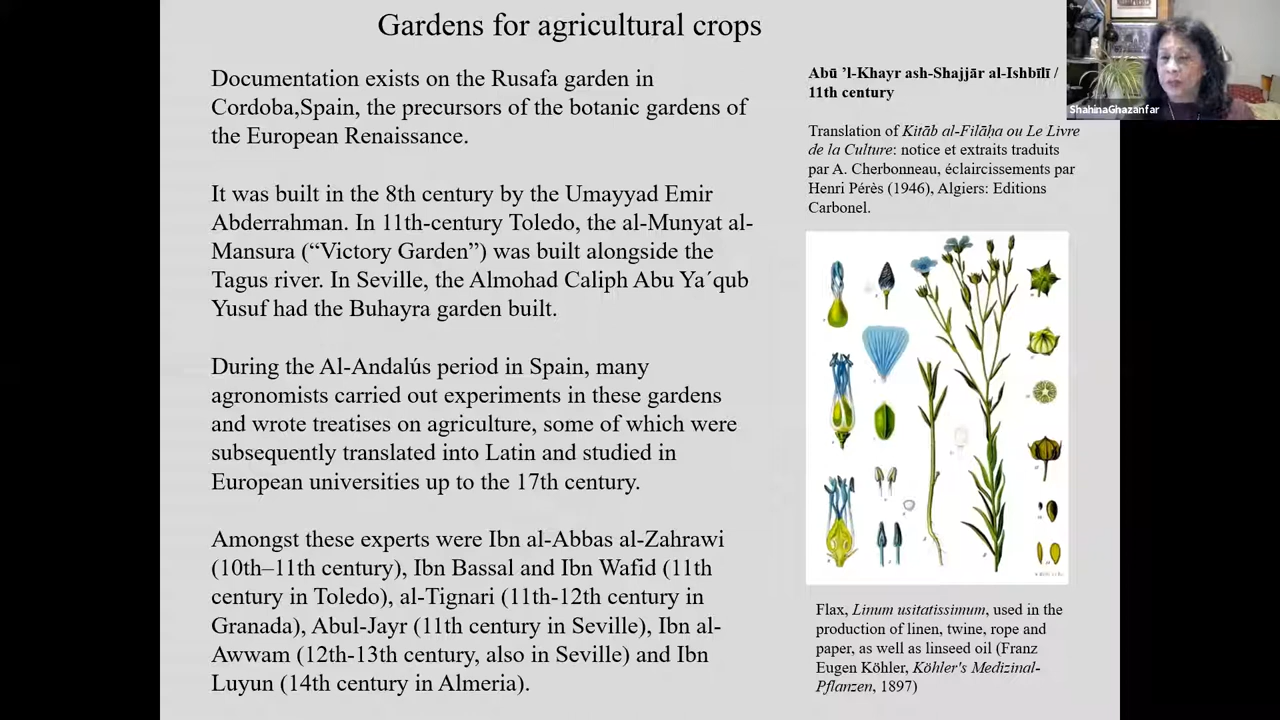 Gardens for agricultural crops
Documentation exists on the Rusafa garden in
Cordoba,Spain, the precursors of the botanic gardens of
the European Renaissance.
It was built in the 8th century by the Umayyad Emir
Abderrahman. In 11th-century Toledo, the al-Munyat al-
Mansura (“Victory Garden”) was built alongside the
Tagus river. In Seville, the Almohad Caliph Abu Ya´qub
Yusuf had the Buhayra garden built.
During the Al-Andalús period in Spain, many
agronomists carried out experiments in these gardens
and wrote treatises on agriculture, some of which were
subsequently translated into Latin and studied in
European universities up to the 17th century.
Amongst these experts were Ibn al-Abbas al-Zahrawi
(10th–11th century), Ibn Bassal and Ibn Wafid (11th
century in Toledo), al-Tignari (11th-12th century in
Granada), Abul-Jayr (11th century in Seville), Ibn al-
Awwam (12th-13th century, also in Seville) and Ibn
Luyun (14th century in Almeria).
Abū ’l-Khayr ash-Shajjār al-Ishbīlī /
11th century
Translation of Kitāb al-Filāḥa ou Le Livre
de la Culture: notice et extraits traduits
par A. Cherbonneau, éclaircissements par
Henri Pérès (1946), Algiers: Editions
Carbonel.
Flax, Linum usitatissimum, used in the
production of linen, twine, rope and
paper, as well as linseed oil (Franz
Eugen Köhler, Köhler's Medizinal-
Pflanzen, 1897)
ShahinaGhazanfar